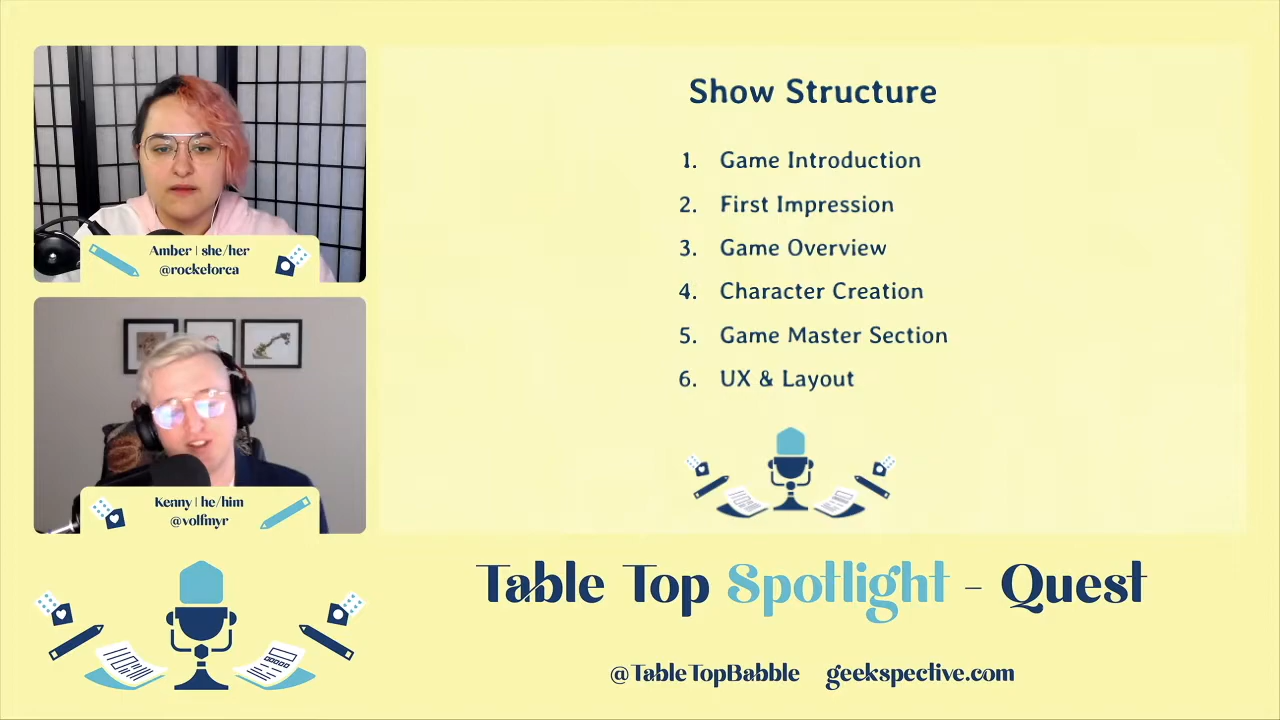 Show Structure
1. Game Introduction
2. First Impression
3. Game Overview
4. Character Creation
5. Game Master Section
6. UX & Layout
Amber | she/her
@rocketorca
Kenny | he/him
@volfmyr
Table Top Spotlight - Quest
@TableTopBabble geekspective.com